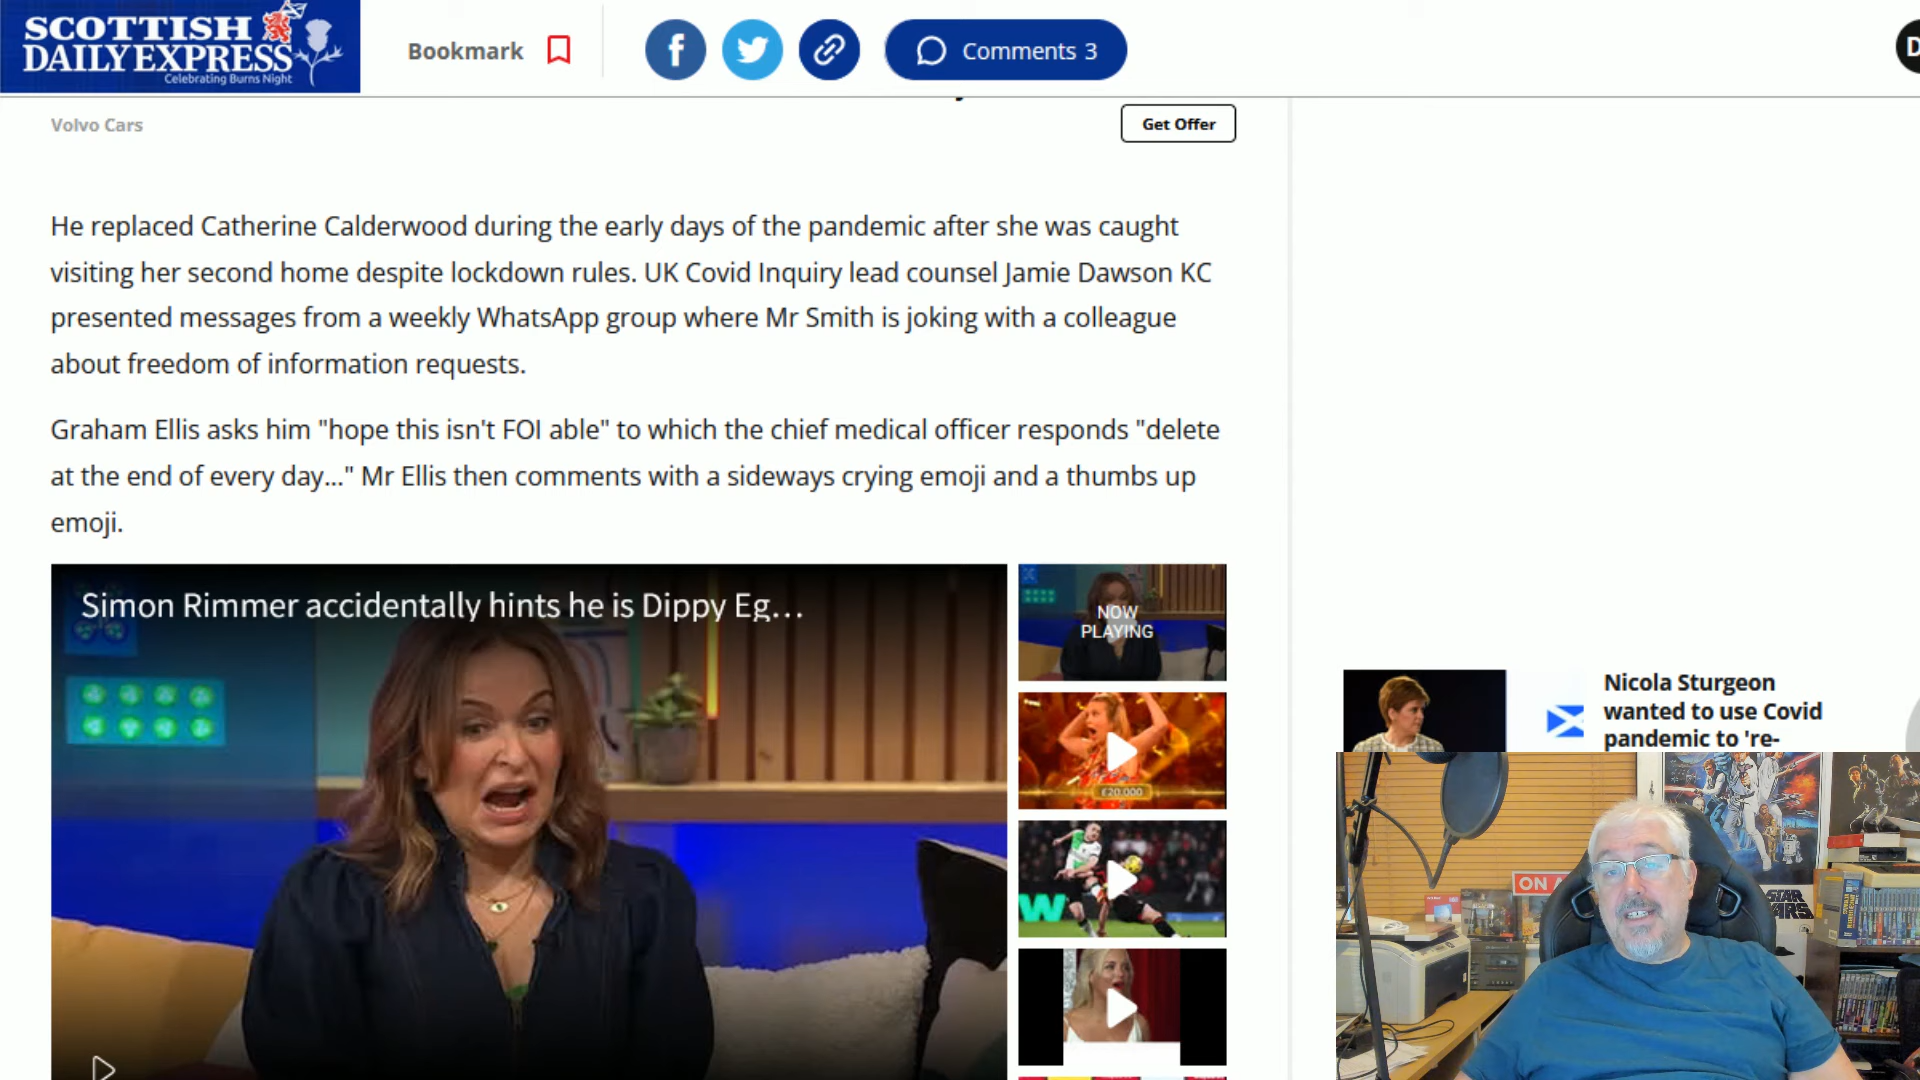 SCOTTISH
DAILY EXPRESS
Celebrating Burns Night
Bookmark
Comments 3
D
Volvo Cars
Get Offer
He replaced Catherine Calderwood during the early days of the pandemic after she was caught
visiting her second home despite lockdown rules. UK Covid Inquiry lead counsel Jamie Dawson KC
presented messages from a weekly WhatsApp group where Mr Smith is joking with a colleague
about freedom of information requests.
Graham Ellis asks him "hope this isn't FOI able" to which the chief medical officer responds "delete
at the end of every day..." Mr Ellis then comments with a sideways crying emoji and a thumbs up
emoji.
Simon Rimmer accidentally hints he is Dippy Eg...
NOW
PLAYING
£20,000
W
Nicola Sturgeon
wanted to use Covid
pandemic to 're-
ON A
STAR
WARS